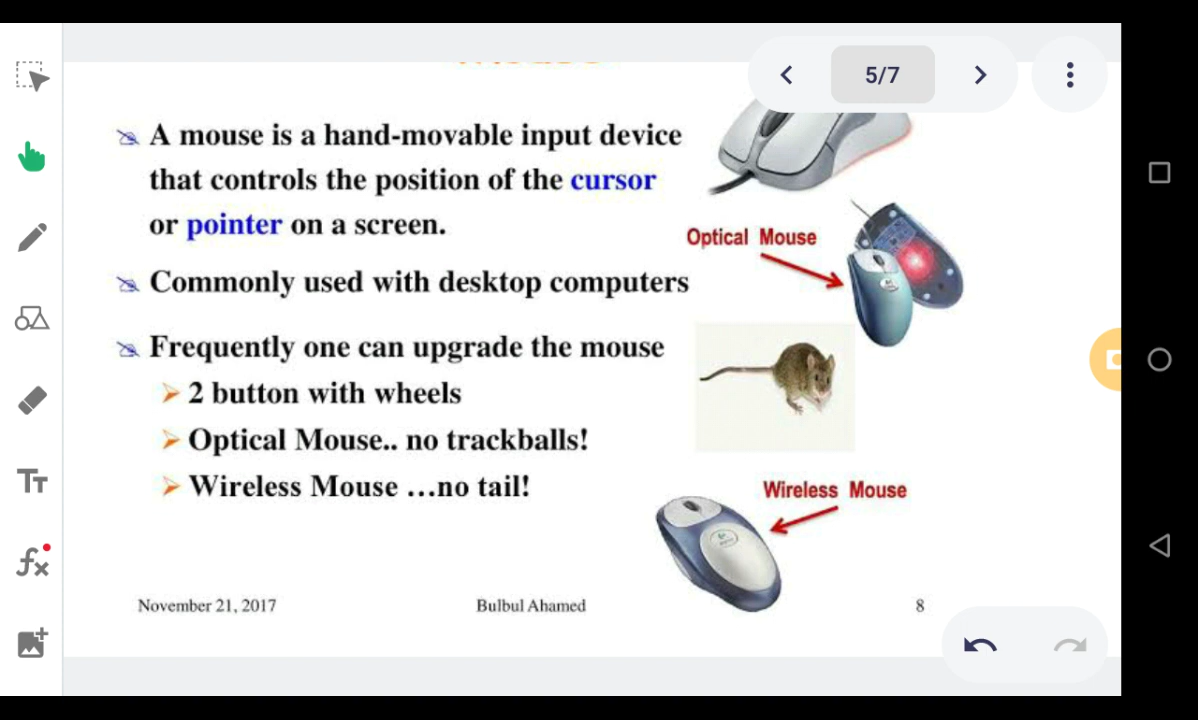 5/7
A mouse is a hand-movable input device
that controls the position of the cursor
or pointer on a screen.
Optical Mouse
Commonly used with desktop computers
Frequently one can upgrade the mouse
2 button with wheels
Optical Mouse.. no trackballs!
Wireless Mouse ...no tail!
Wireless Mouse
November 21, 2017
Bulbul Ahamed
8
TT
fx